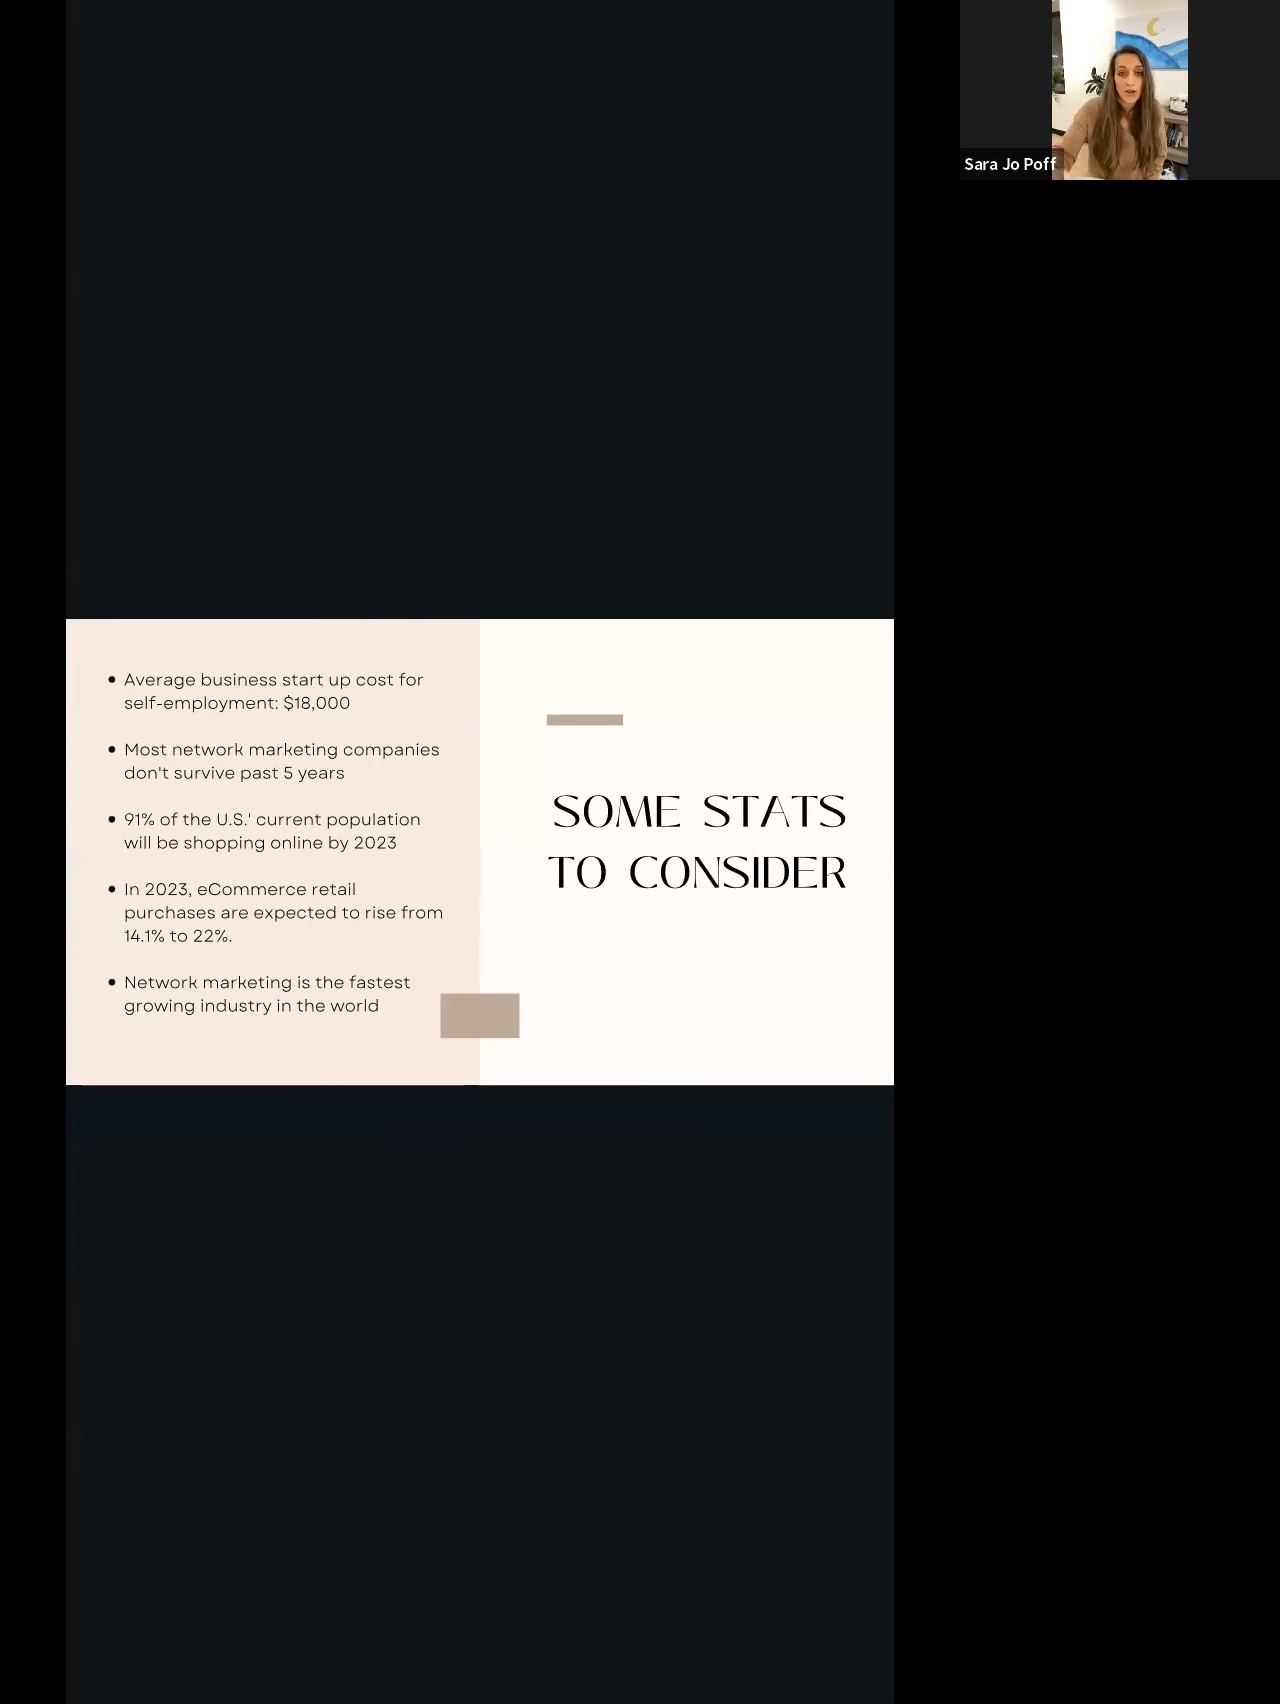 Sara Jo Poff
• Average business start up cost for
self-employment: $18,000
• Most network marketing companies
don't survive past 5 years
• 91% of the U.S.' current population
will be shopping online by 2023
• In 2023, eCommerce retail
purchases are expected to rise from
14.1% to 22%.
• Network marketing is the fastest
growing industry in the world
SOME STATS
TO CONSIDER